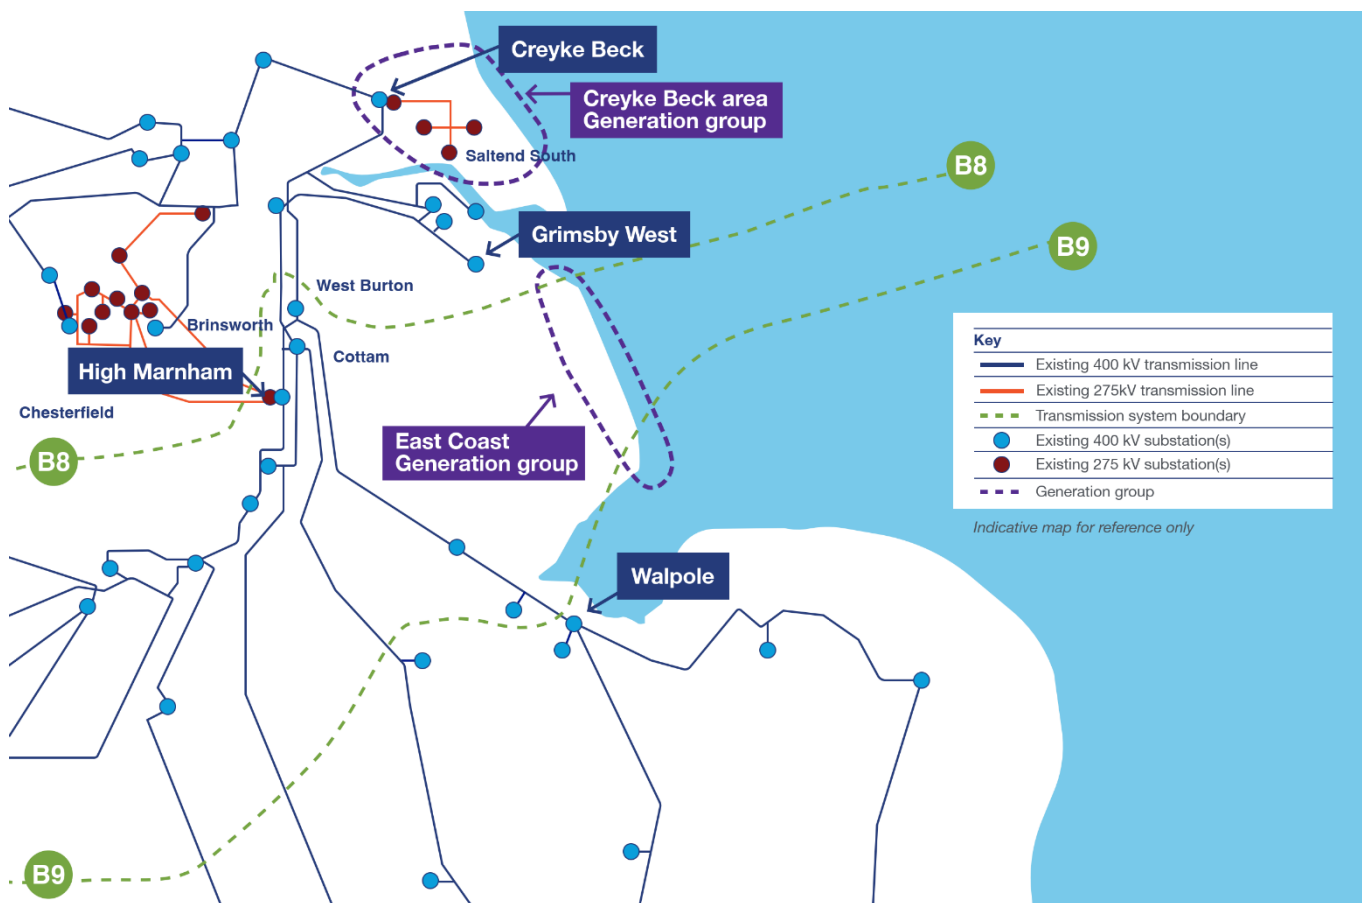 Creyke Beck
Creyke Beck area
Generation group
Saltend South
B8
Grimsby West
B9
West Burton
Brinsworth
Cottam
High Marnham
Chesterfield
B8
East Coast
Generation group
Key
Existing 400 kV transmission line
Existing 275kV transmission line
Transmission system boundary
Existing 400 kV substation(s)
Existing 275 kV substation(s)
Generation group
Indicative map for reference only
Walpole
B9